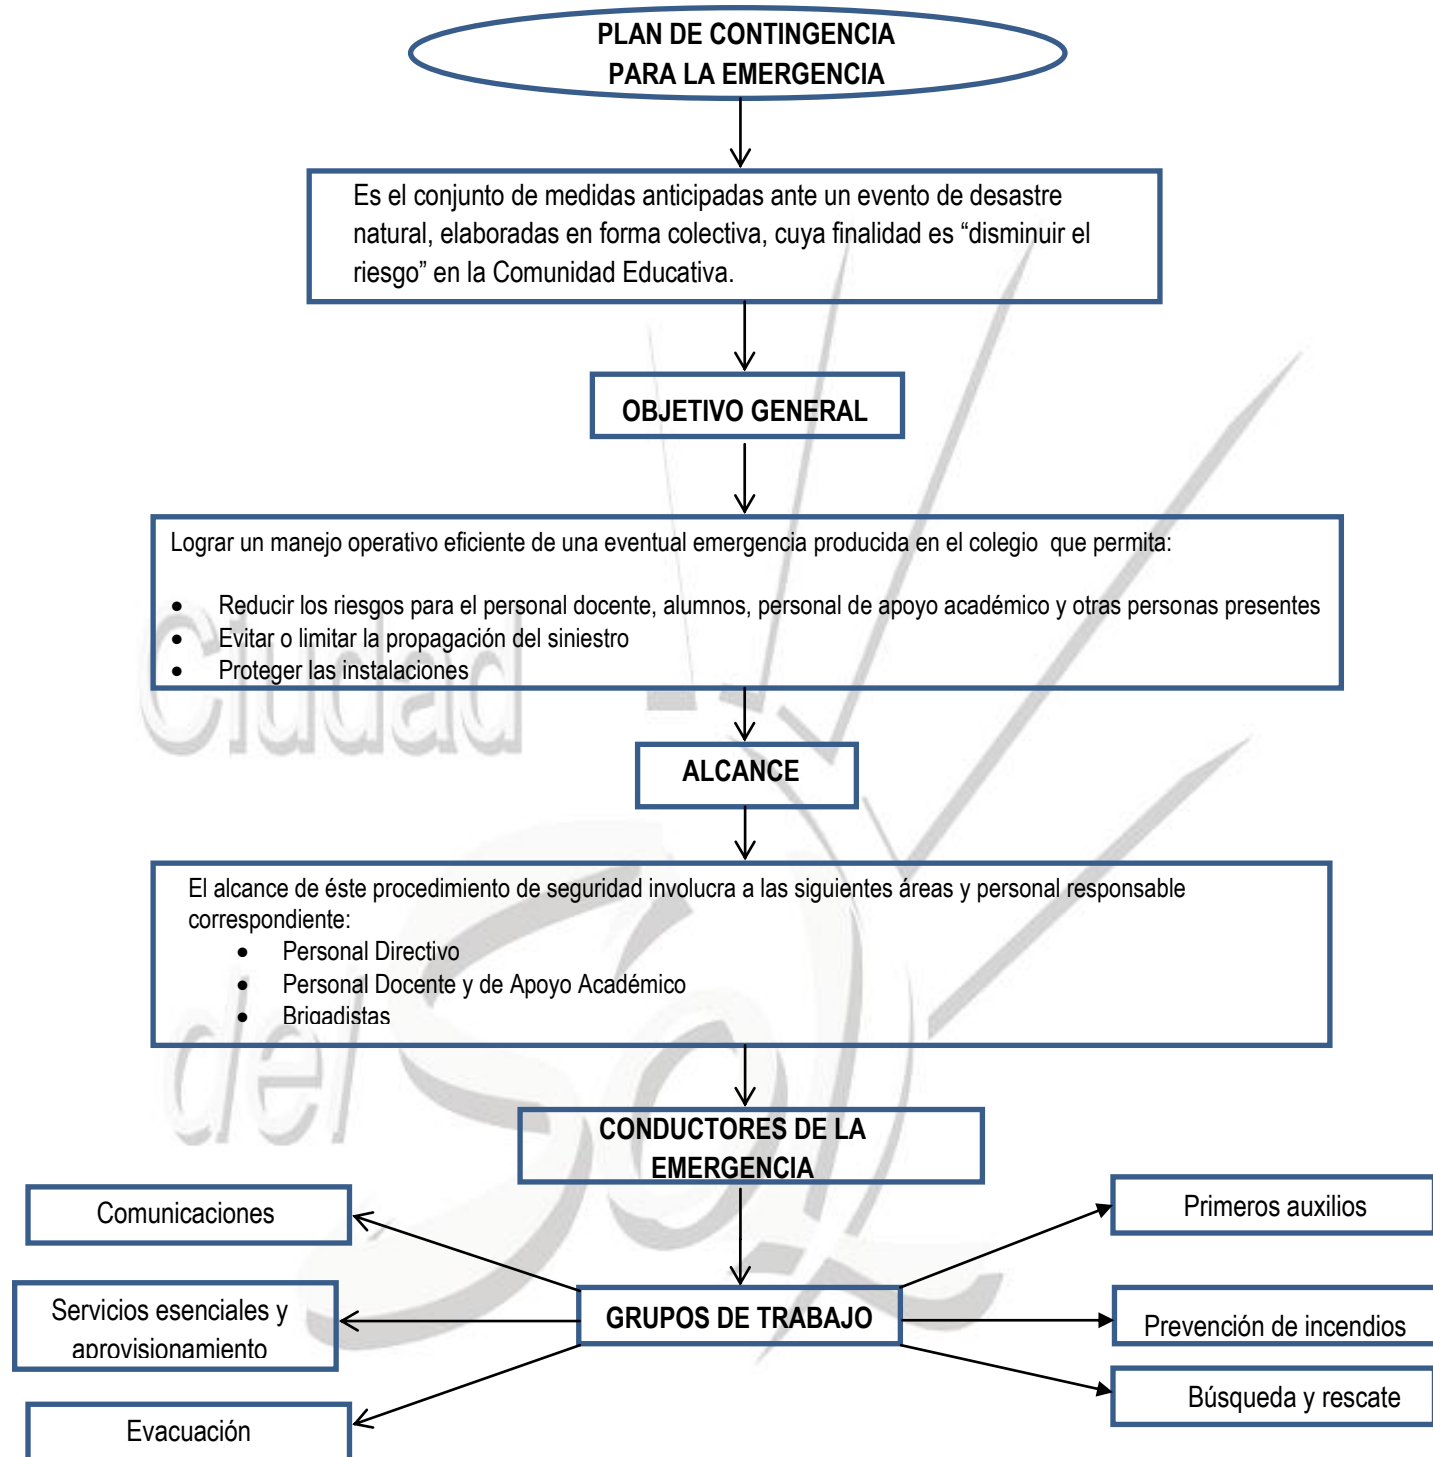 PLAN DE CONTINGENCIA
PARA LA EMERGENCIA
Es el conjunto de medidas anticipadas ante un evento de desastre
natural, elaboradas en forma colectiva, cuya finalidad es “disminuir el
riesgo” en la Comunidad Educativa.
OBJETIVO GENERAL
Lograr un manejo operativo eficiente de una eventual emergencia producida en el colegio que permita:
• Reducir los riesgos para el personal docente, alumnos, personal de apoyo académico y otras personas presentes
• Evitar o limitar la propagación del siniestro
• Proteger las instalaciones
Ciudad
ALCANCE
El alcance de éste procedimiento de seguridad involucra a las siguientes áreas y personal responsable
correspondiente:
• Personal Directivo
• Personal Docente y de Apoyo Académico
• Brigadistas
del Sol
CONDUCTORES DE LA
EMERGENCIA
Comunicaciones
Primeros auxilios
Servicios esenciales y
aprovisionamiento
GRUPOS DE TRABAJO
Prevención de incendios
Búsqueda y rescate
Evacuación